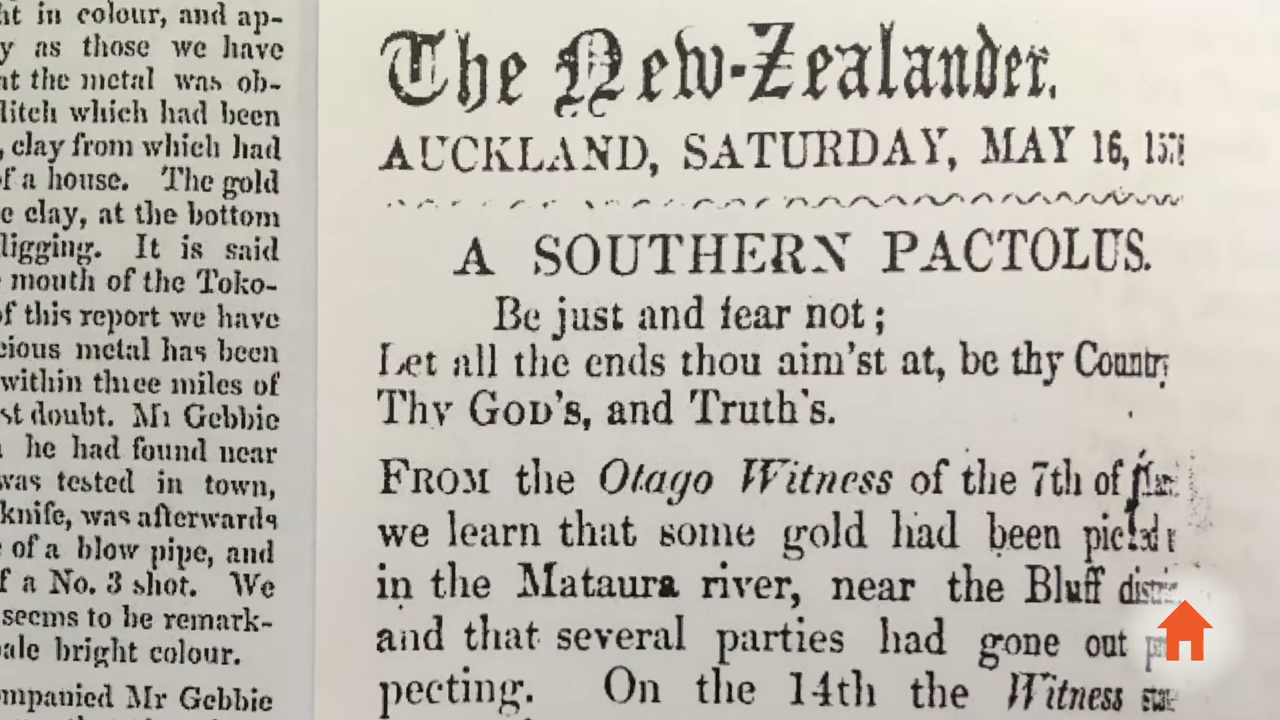 ht in colour, and ap-
y as those we have
at the metal was ob-
ditch which had been
, clay from which had
of a house. The gold
e clay, at the bottom
digging. It is said
mouth of the Toko-
of this report we have
cious metal has been
within three miles of
st doubt. Mr Gebbie
he had found near
was tested in town,
knife, was afterwards
of a blow pipe, and
f a No. 3 shot. We
seems to be remark-
ale bright colour.
ompanied Mr Gebbie
The New-Zealander.
AUCKLAND, SATURDAY, MAY 16,
A SOUTHERN PACTOLUS.
Be just and fear not;
Let all the ends thou aim'st at, be thy Country
Thy GOD's, and Truth's.
FROM the Otago Witness of the 7th of
we learn that some gold had been
in the Mataura river, near the Bluff
and that several parties had gone out
pecting. On the 14th the Witness